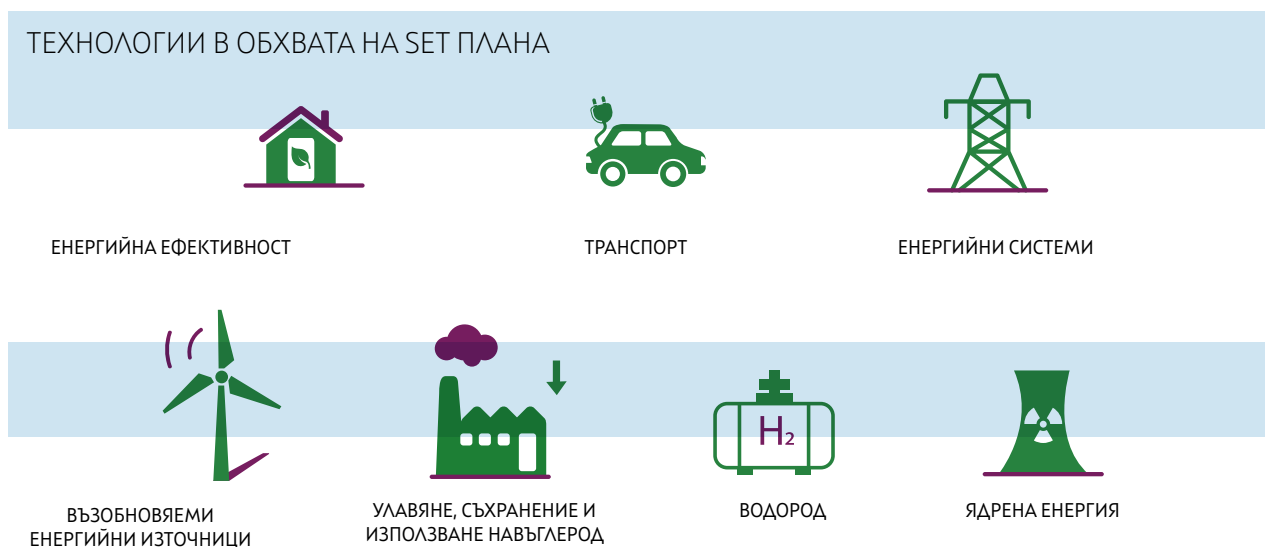 ТЕХНОЛОГИИ В ОБХВАТА НА SET ПЛАНА
ЕНЕРГИЙНА ЕФЕКТИВНОСТ
ТРАНСПОРТ
ЕНЕРГИЙНИ СИСТЕМИ
H₂
ВЪЗОБНОВЯЕМИ
ЕНЕРГИЙНИ ИЗТОЧНИЦИ
УЛАВЯНЕ, СЪХРАНЕНИЕ И
ИЗПОЛЗВАНЕ НАВЪГЛЕРОД
ВОДОРОД
ЯДРЕНА ЕНЕРГИЯ